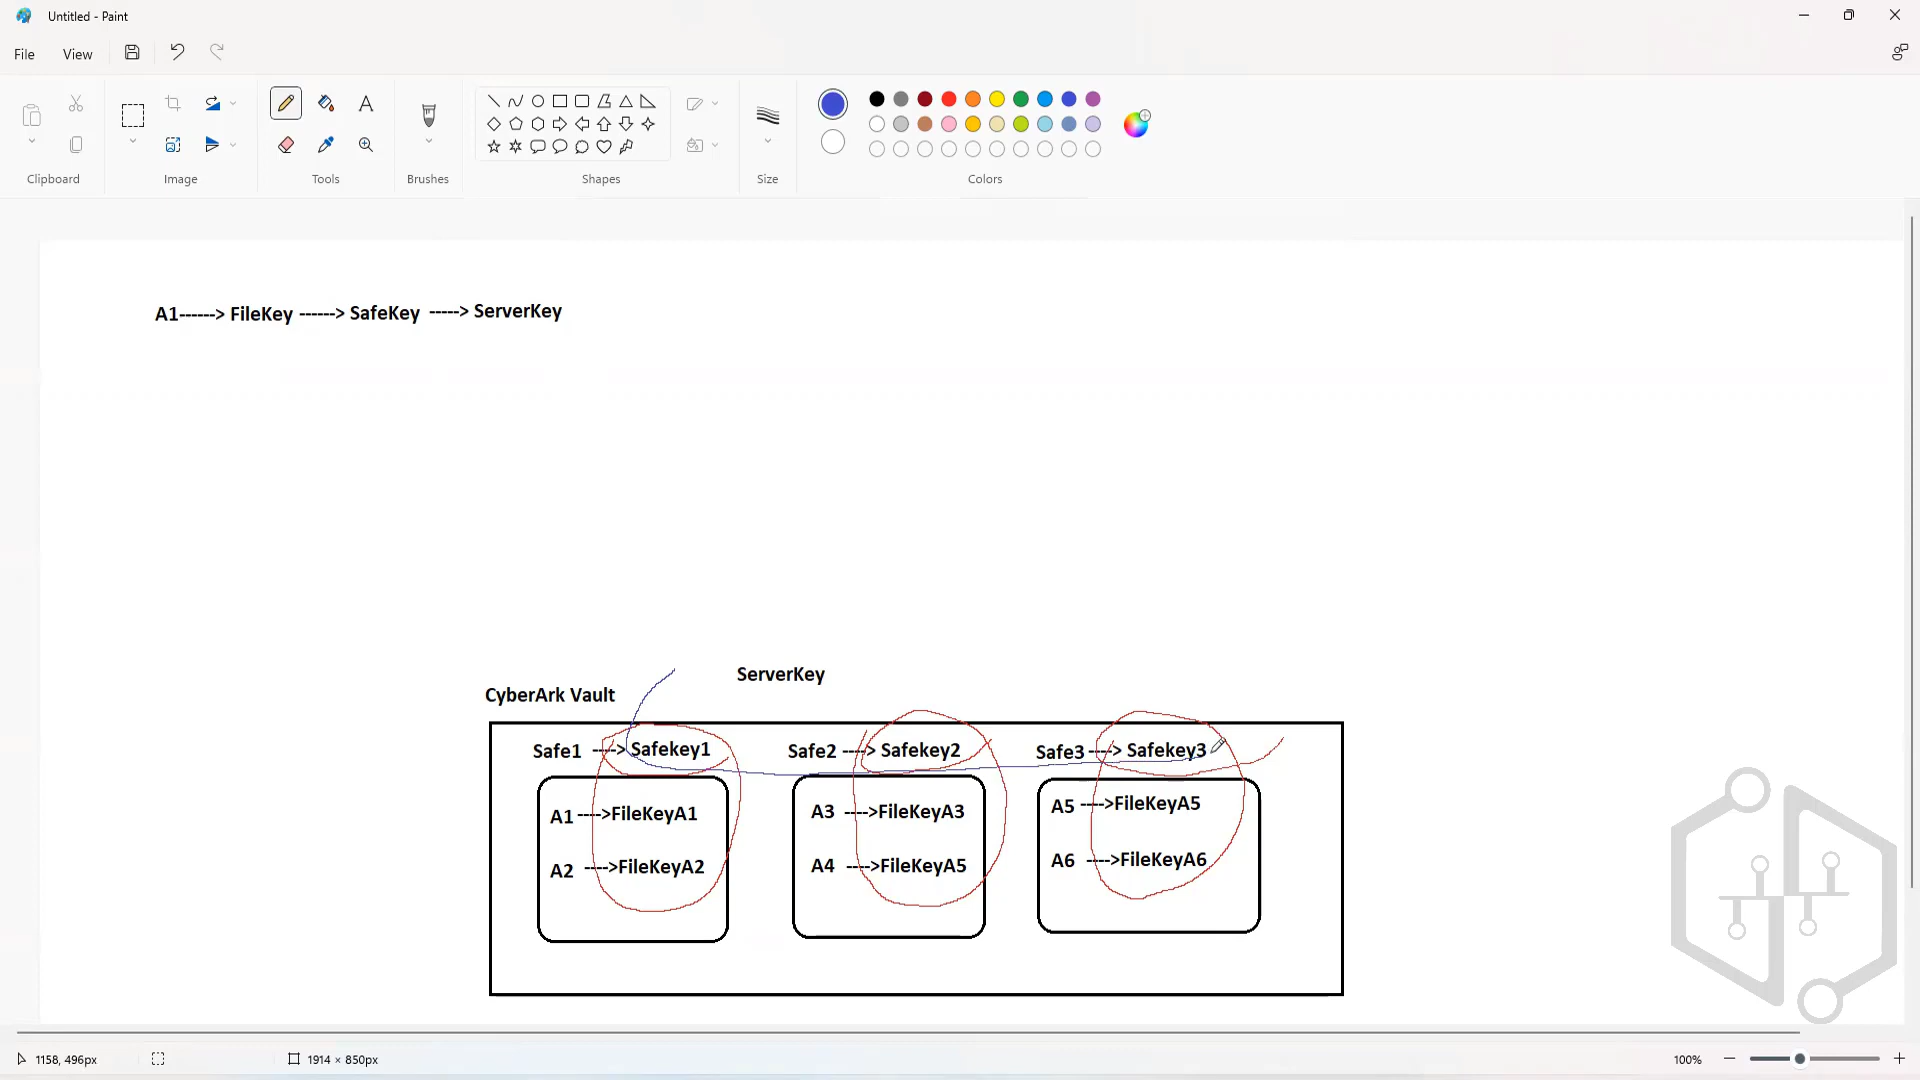 Untitled - Paint
File View
Clipboard Image Tools Brushes Shapes Size Colors
A1------> FileKey ------> SafeKey -----> ServerKey
ServerKey
CyberArk Vault
Safe1 ----> Safekey1 Safe2 ----> Safekey2 Safe3 ----> Safekey3
A1 ---->FileKeyA1 A3 ---->FileKeyA3 A5 ---->FileKeyA5
A2 ---->FileKeyA2 A4 ---->FileKeyA5 A6 ---->FileKeyA6
1158, 496px 1914 × 850px 100%